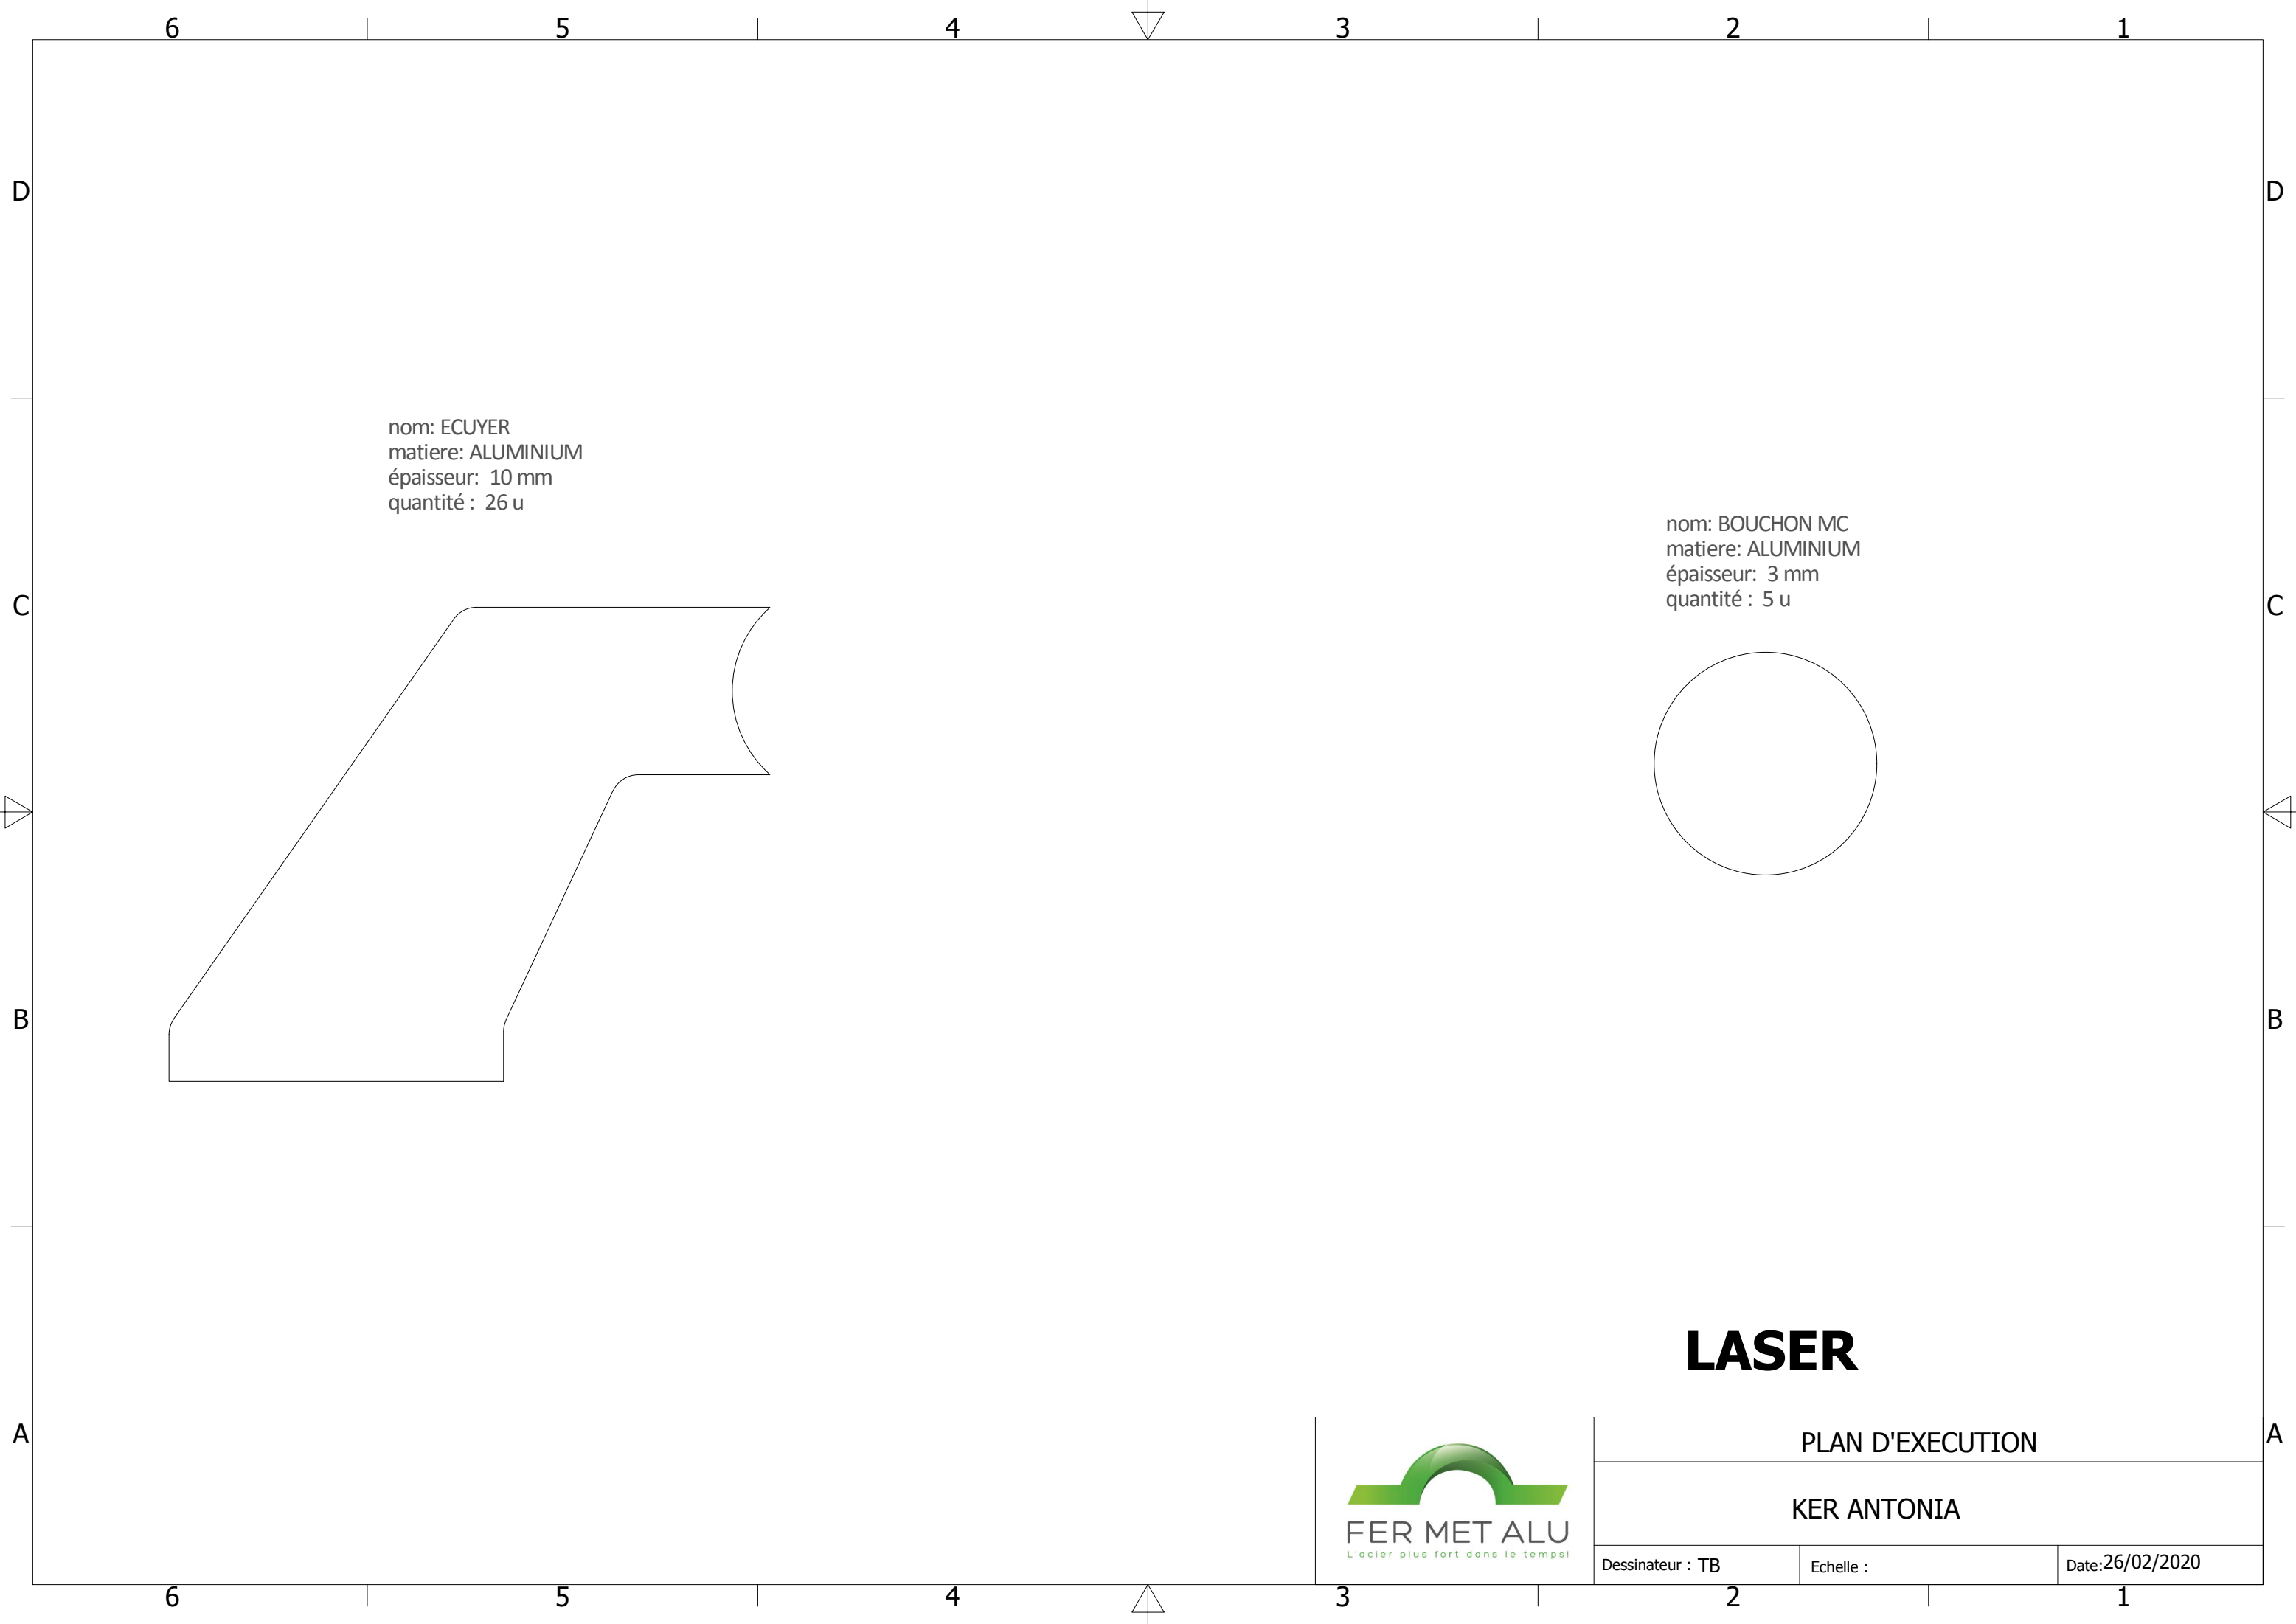 6 5 4 3 2 1
D D
nom: ECUYER
matiere: ALUMINIUM
épaisseur: 10 mm
quantité : 26 u
nom: BOUCHON MC
matiere: ALUMINIUM
épaisseur: 3 mm
quantité : 5 u
C C
B B
LASER
A A
PLAN D'EXECUTION
KER ANTONIA
FER MET ALU
L'acier plus fort dans le temps!
Dessinateur : TB
Echelle :
Date:26/02/2020
6 5 4 3 2 1